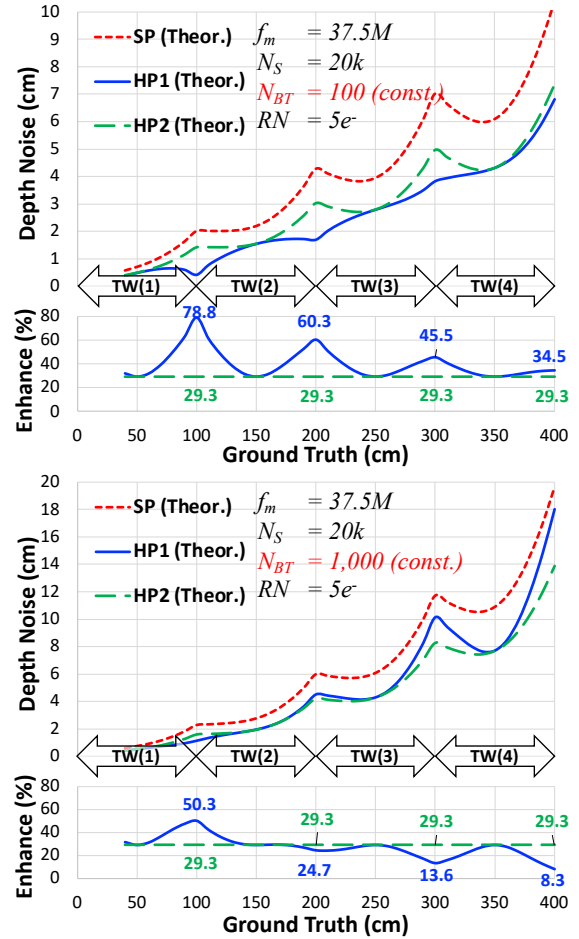 10
9
8
7
6
5
4
3
2
1
0
Depth Noise (cm)
SP (Theor.)
HP1 (Theor.)
HP2 (Theor.)
f_m = 37.5M
N_S = 20k
N_BT = 100 (const.)
RN = 5e-
TW(1) TW(2) TW(3) TW(4)
80
60
40
20
0
Enhance (%)
78.8 60.3 45.5 34.5
29.3 29.3 29.3 29.3
0 50 100 150 200 250 300 350 400
Ground Truth (cm)
20
18
16
14
12
10
8
6
4
2
0
Depth Noise (cm)
SP (Theor.)
HP1 (Theor.)
HP2 (Theor.)
f_m = 37.5M
N_S = 20k
N_BT = 1,000 (const.)
RN = 5e-
TW(1) TW(2) TW(3) TW(4)
80
60
40
20
0
Enhance (%)
50.3 29.3 29.3 29.3
29.3 24.7 13.6 8.3
0 50 100 150 200 250 300 350 400
Ground Truth (cm)